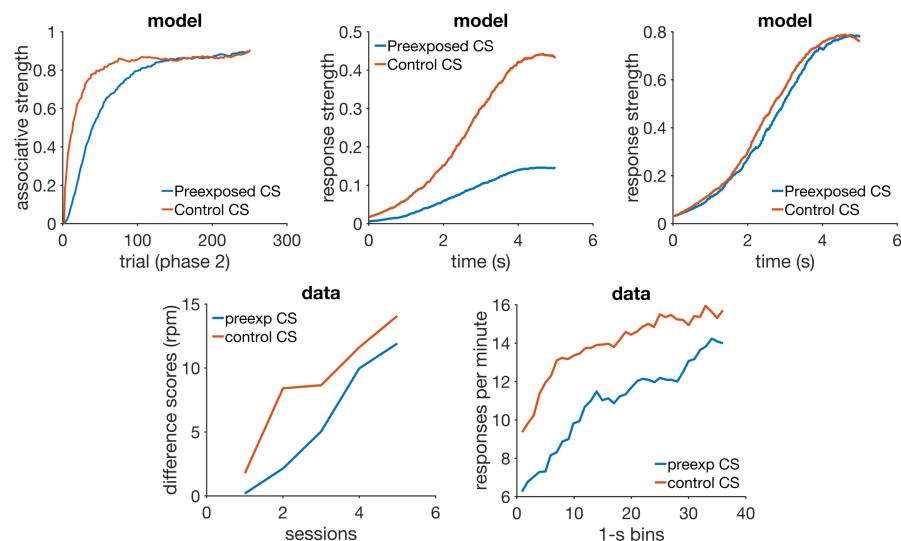 model
associative strength
1
0.8
0.6
0.4
0.2
0
Preexposed CS
Control CS
0
100
200
300
trial (phase 2)
model
response strength
0.5
0.4
0.3
0.2
0.1
0
Preexposed CS
Control CS
0
2
4
6
time (s)
model
response strength
0.8
0.6
0.4
0.2
0
Preexposed CS
Control CS
0
2
4
6
time (s)
data
difference scores (rpm)
15
10
5
0
preexp CS
control CS
0
2
4
6
sessions
data
responses per minute
16
14
12
10
8
6
preexp CS
control CS
0
10
20
30
40
1-s bins